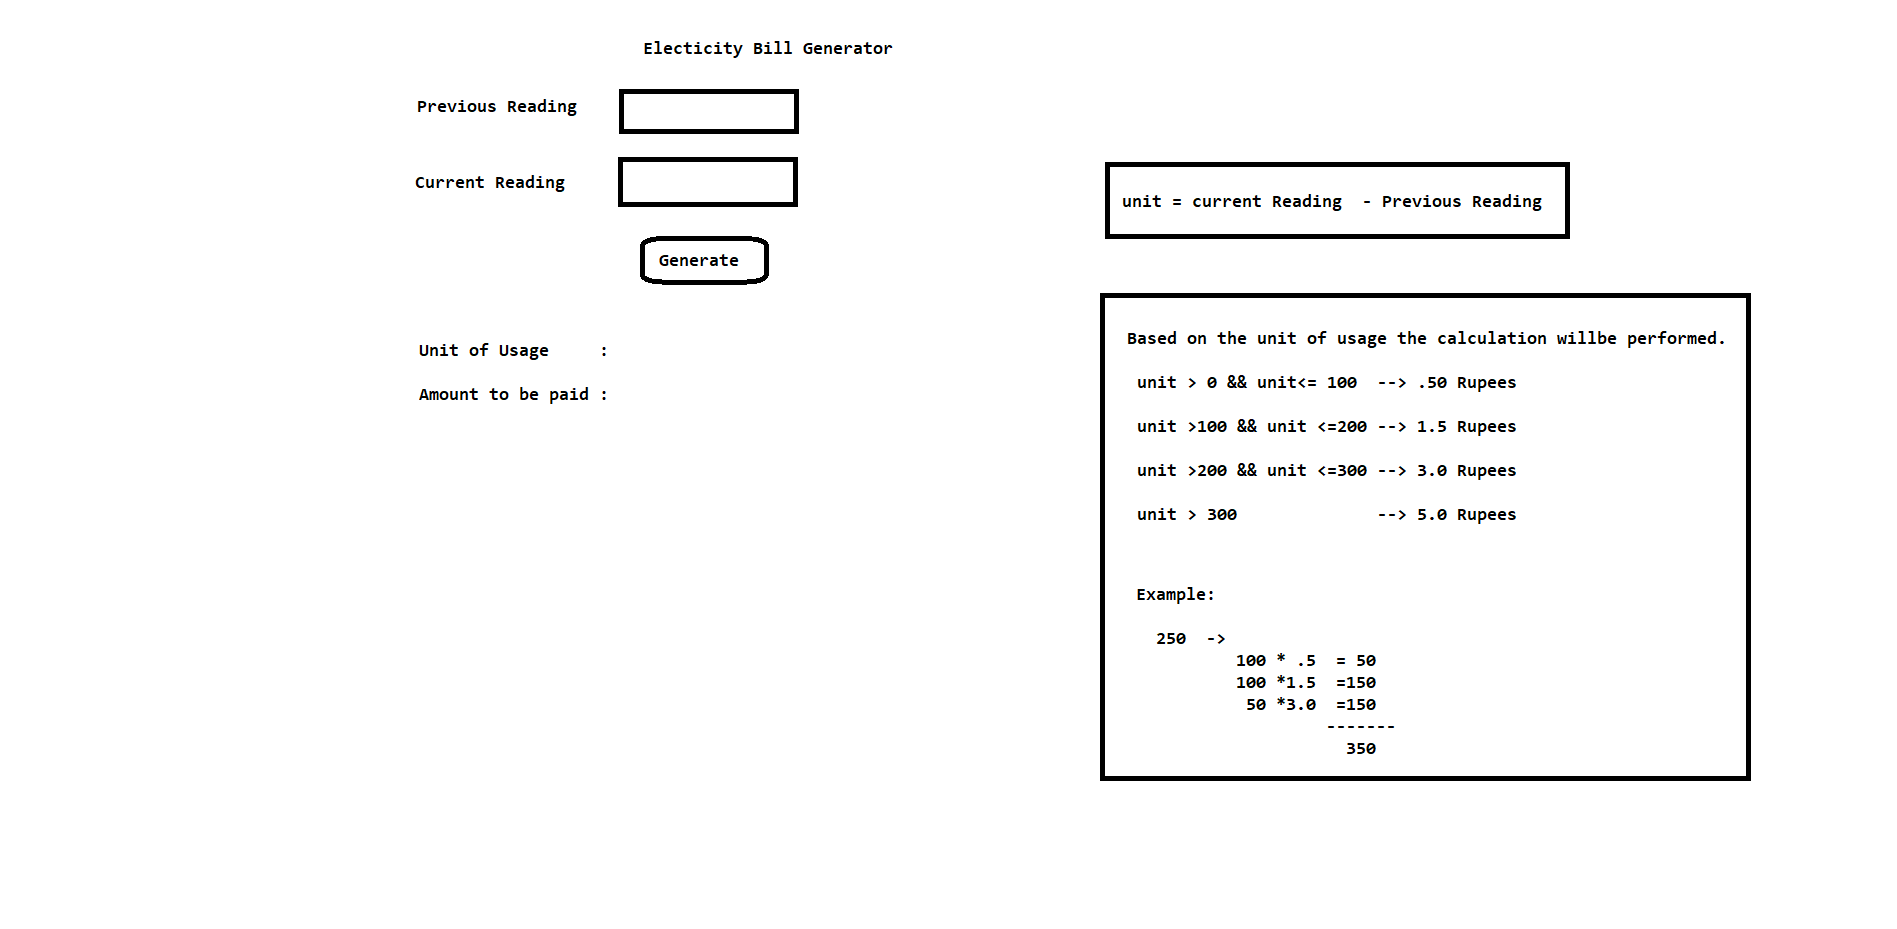 Electicity Bill Generator
Previous Reading
Current Reading
Generate
Unit of Usage     :
Amount to be paid :
unit = current Reading  - Previous Reading
Based on the unit of usage the calculation willbe performed.
unit > 0 && unit<= 100  --> .50 Rupees
unit >100 && unit <=200 --> 1.5 Rupees
unit >200 && unit <=300 --> 3.0 Rupees
unit > 300              --> 5.0 Rupees
Example:
250  ->
100 * .5  = 50
100 *1.5  =150
50 *3.0  =150
-------
350